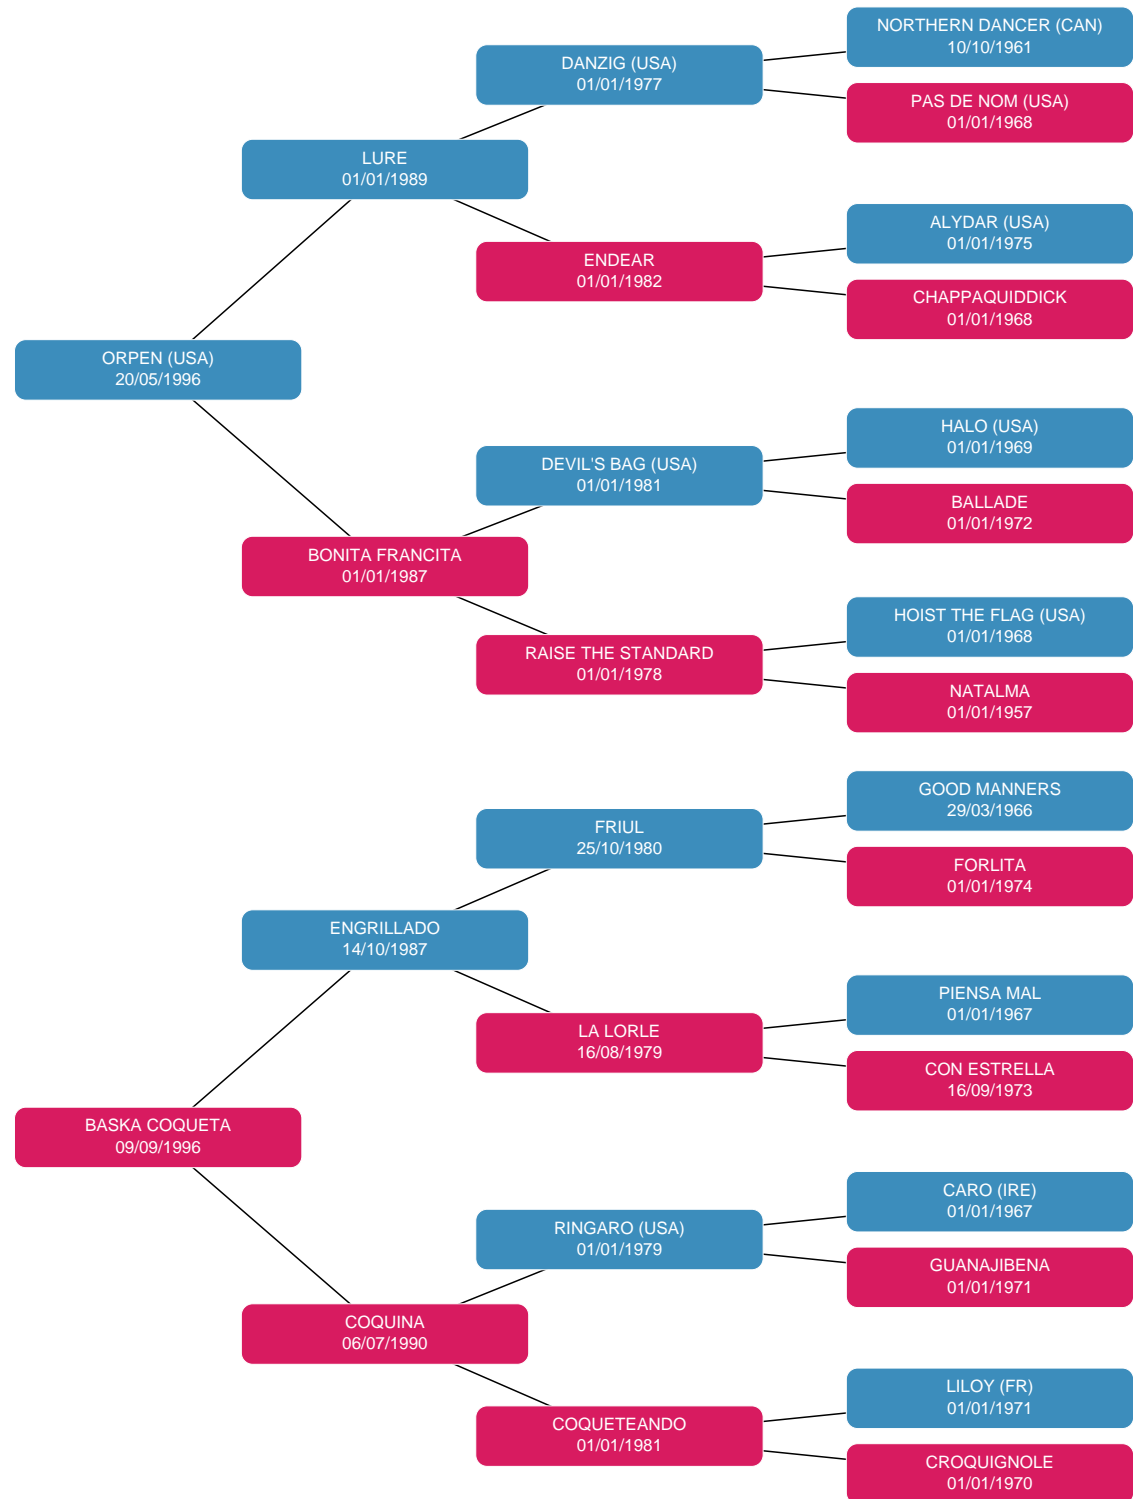 NORTHERN DANCER (CAN)
10/10/1961
DANZIG (USA)
01/01/1977
PAS DE NOM (USA)
01/01/1968
LURE
01/01/1989
ALYDAR (USA)
01/01/1975
ENDEAR
01/01/1982
CHAPPAQUIDDICK
01/01/1968
ORPEN (USA)
20/05/1996
HALO (USA)
01/01/1969
DEVIL'S BAG (USA)
01/01/1981
BALLADE
01/01/1972
BONITA FRANCITA
01/01/1987
HOIST THE FLAG (USA)
01/01/1968
RAISE THE STANDARD
01/01/1978
NATALMA
01/01/1957
GOOD MANNERS
29/03/1966
FRIUL
25/10/1980
FORLITA
01/01/1974
ENGRILLADO
14/10/1987
PIENSA MAL
01/01/1967
LA LORLE
16/08/1979
CON ESTRELLA
16/09/1973
BASKA COQUETA
09/09/1996
CARO (IRE)
01/01/1967
RINGARO (USA)
01/01/1979
GUANAJIBENA
01/01/1971
COQUINA
06/07/1990
LILOY (FR)
01/01/1971
COQUETEANDO
01/01/1981
CROQUIGNOLE
01/01/1970